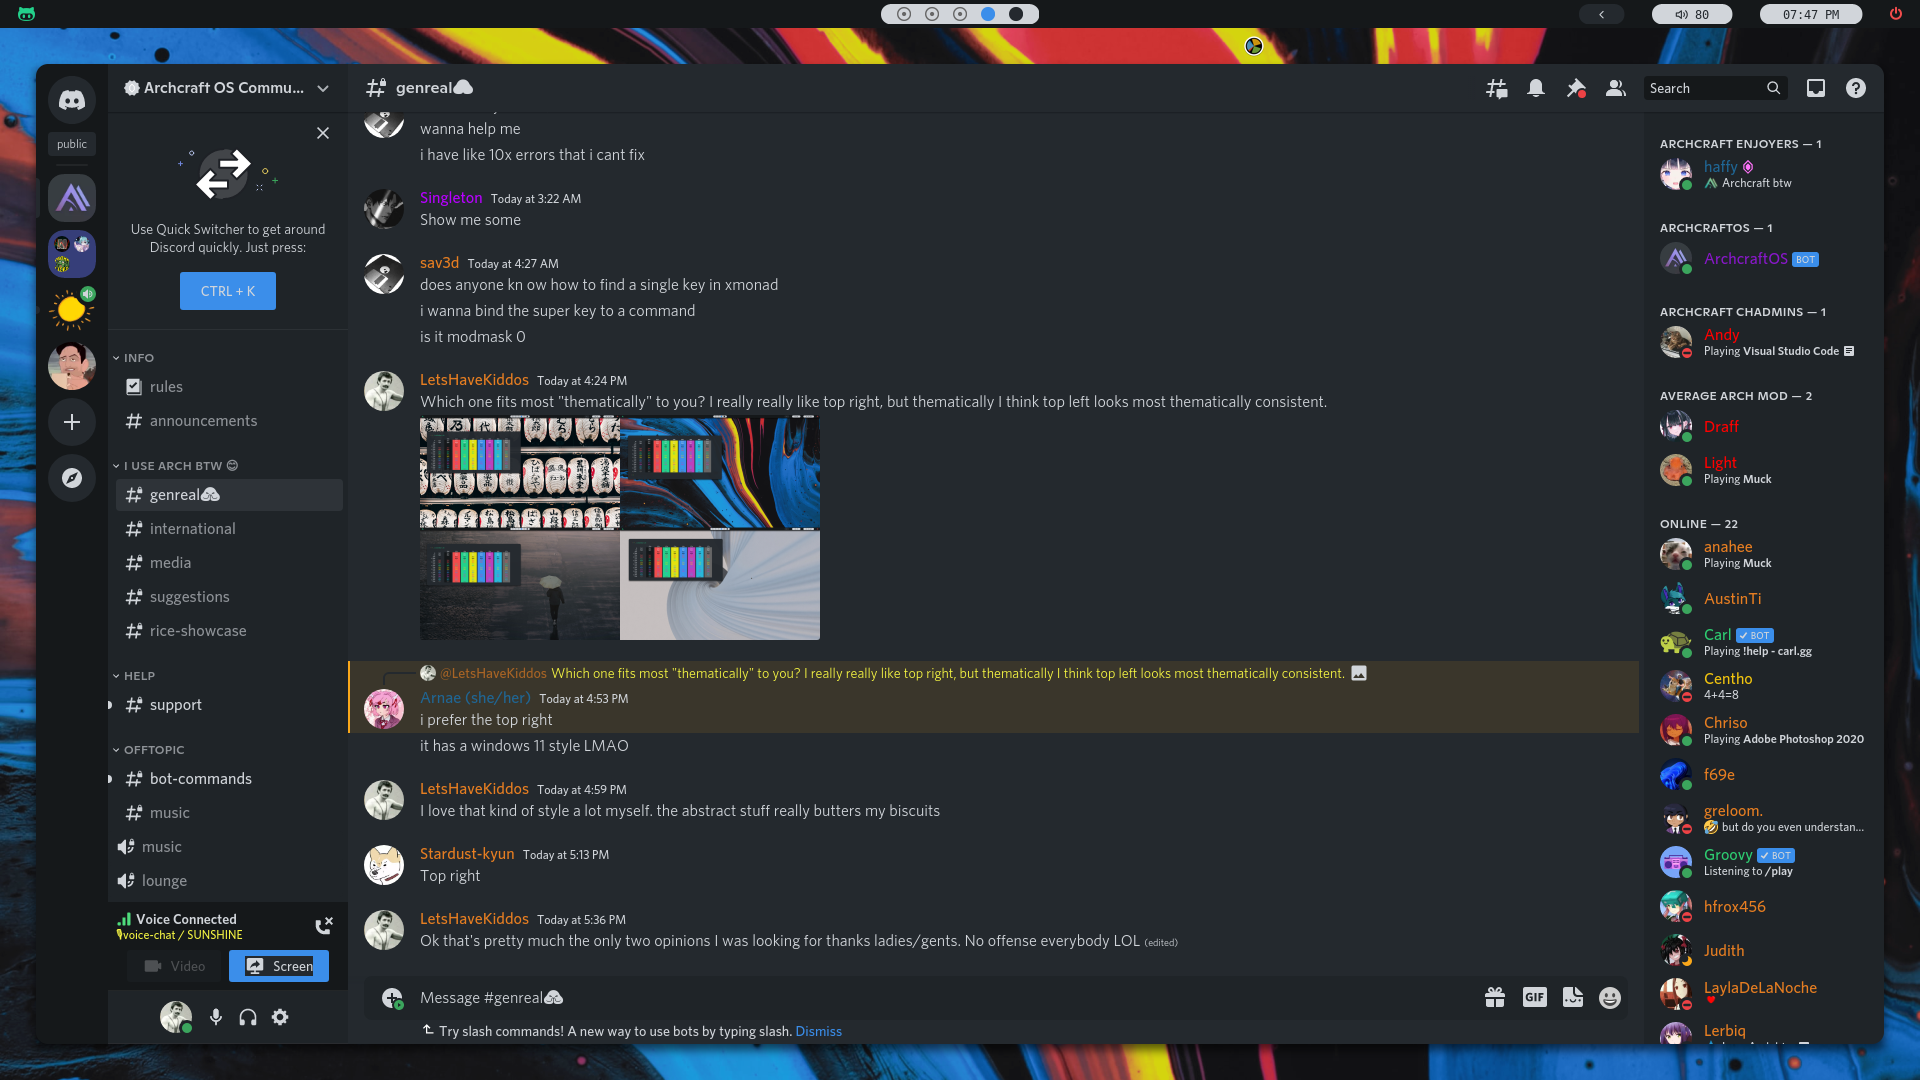 80
07:47 PM
public
Archcraft OS Commu...
Use Quick Switcher to get around
Discord quickly. Just press:
CTRL + K
INFO
rules
announcements
I USE ARCH BTW 😊
genreal
international
media
suggestions
rice-showcase
HELP
support
OFFTOPIC
bot-commands
music
music
lounge
Voice Connected
voice-chat / SUNSHINE
Video
Screen
genreal
Search
wanna help me
i have like 10x errors that i cant fix
Singleton Today at 3:22 AM
Show me some
sav3d Today at 4:27 AM
does anyone kn ow how to find a single key in xmonad
i wanna bind the super key to a command
is it modmask 0
LetsHaveKiddos Today at 4:24 PM
Which one fits most "thematically" to you? I really really like top right, but thematically I think top left looks most thematically consistent.
@LetsHaveKiddos Which one fits most "thematically" to you? I really really like top right, but thematically I think top left looks most thematically consistent.
Arnae (she/her) Today at 4:53 PM
i prefer the top right
it has a windows 11 style LMAO
LetsHaveKiddos Today at 4:59 PM
I love that kind of style a lot myself. the abstract stuff really butters my biscuits
Stardust-kyun Today at 5:13 PM
Top right
LetsHaveKiddos Today at 5:36 PM
Ok that's pretty much the only two opinions I was looking for thanks ladies/gents. No offense everybody LOL (edited)
Message #genreal
GIF
Try slash commands! A new way to use bots by typing slash. Dismiss
ARCHCRAFT ENJOYERS — 1
haffy
Archcraft btw
ARCHCRAFTOS — 1
ArchcraftOS BOT
ARCHCRAFT CHADMINS — 1
Andy
Playing Visual Studio Code
AVERAGE ARCH MOD — 2
Draff
Light
Playing Muck
ONLINE — 22
anahee
Playing Muck
AustinTi
Carl BOT
Playing !help - carl.gg
Centho
4+4=8
Chriso
Playing Adobe Photoshop 2020
f69e
greloom.
🤣 but do you even understan...
Groovy BOT
Listening to /play
hfrox456
Judith
LaylaDeLaNoche
Lerbiq